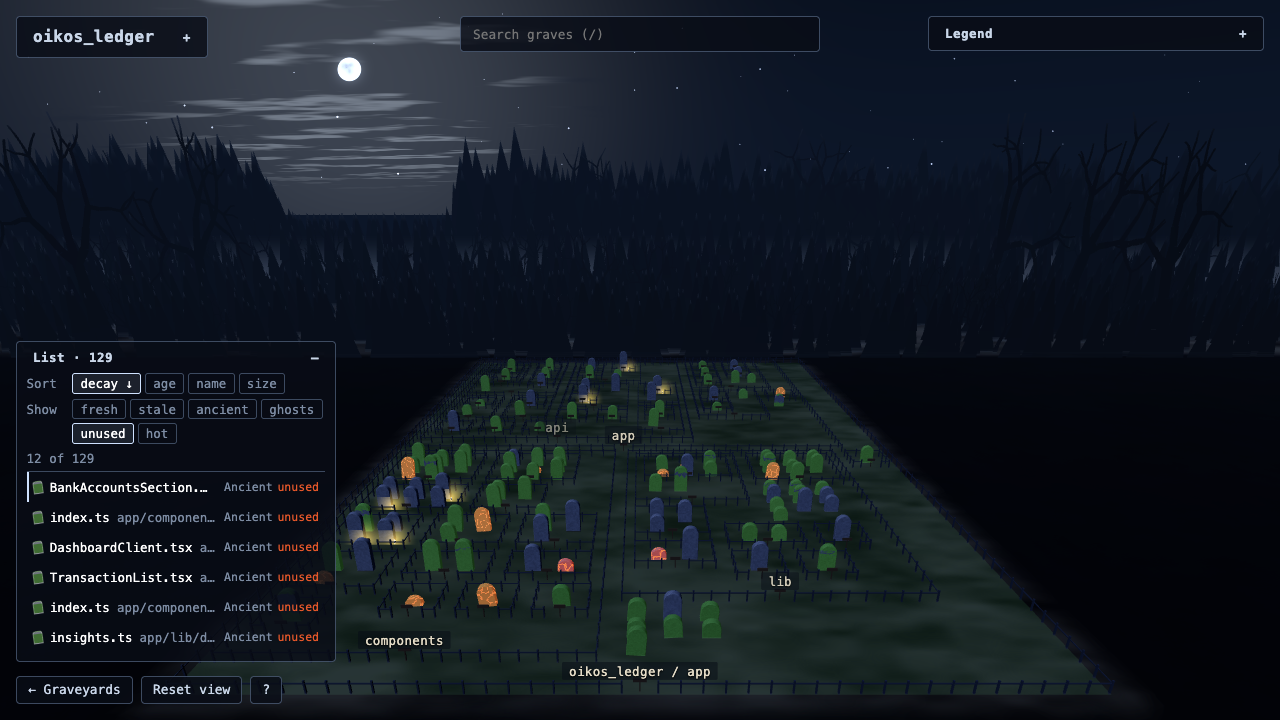 oikos_ledger +
Search graves (/)
Legend +
List · 129 −
Sort decay ↓ age name size
Show fresh stale ancient ghosts
unused hot
12 of 129
BankAccountsSection.… Ancient unused
index.ts app/componen… Ancient unused
DashboardClient.tsx a… Ancient unused
TransactionList.tsx a… Ancient unused
index.ts app/componen… Ancient unused
insights.ts app/lib/d… Ancient unused
api
app
lib
components
oikos_ledger / app
← Graveyards Reset view ?